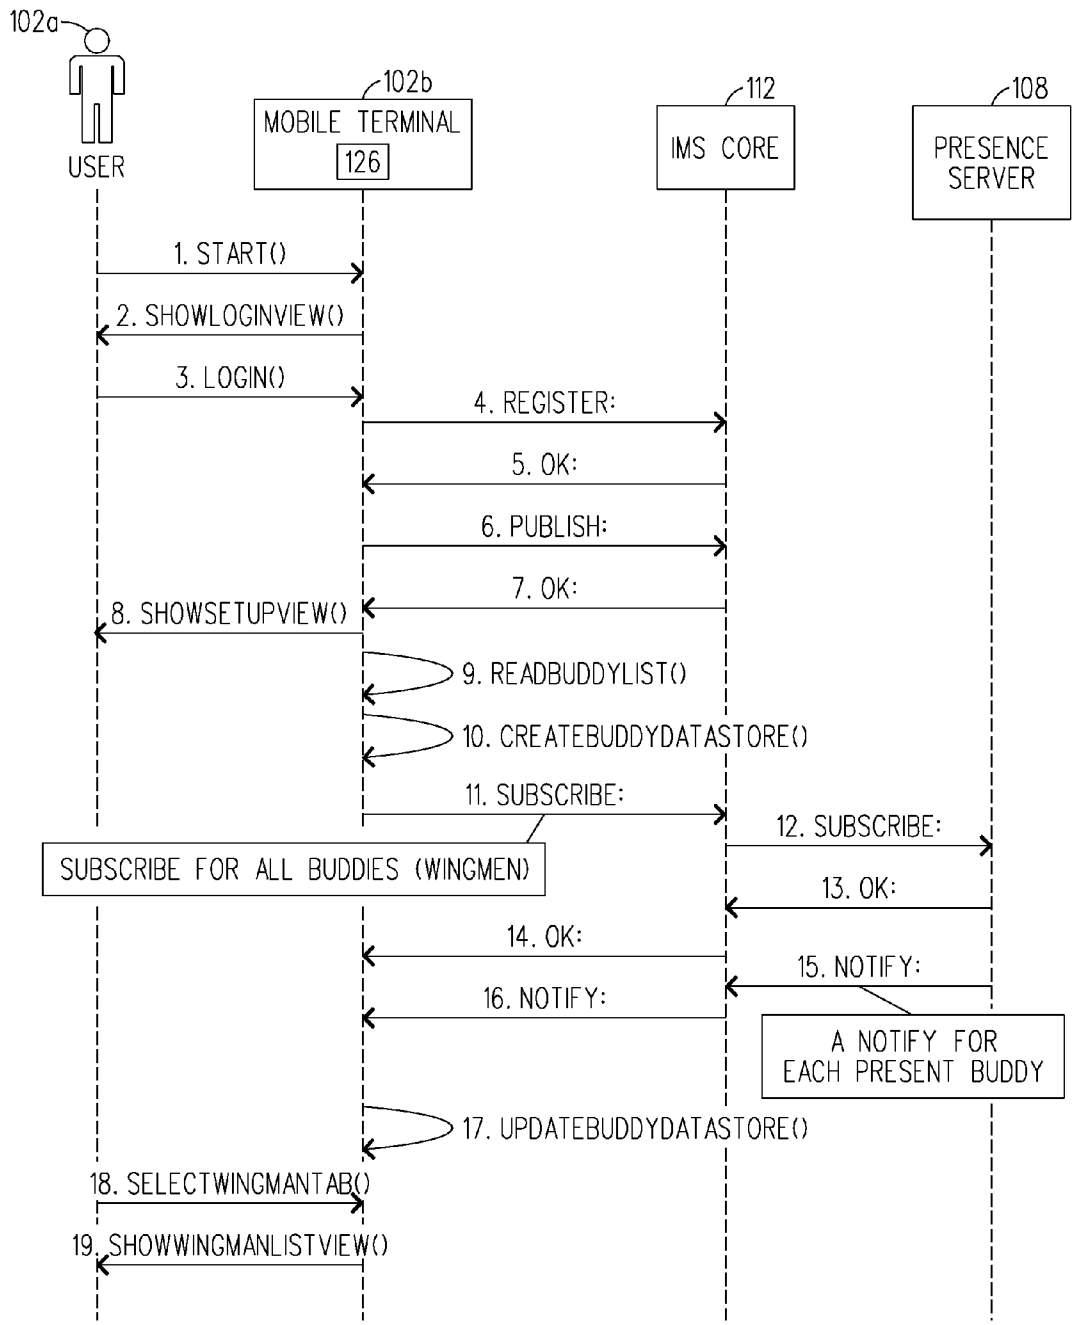 102a
USER
102b
MOBILE TERMINAL
126
112
IMS CORE
108
PRESENCE
SERVER
1. START()
2. SHOWLOGINVIEW()
3. LOGIN()
4. REGISTER:
5. OK:
6. PUBLISH:
7. OK:
8. SHOWSETUPVIEW()
9. READBUDDYLIST()
10. CREATEBUDDYDATASTORE()
11. SUBSCRIBE:
12. SUBSCRIBE:
SUBSCRIBE FOR ALL BUDDIES (WINGMEN)
13. OK:
14. OK:
15. NOTIFY:
16. NOTIFY:
A NOTIFY FOR
EACH PRESENT BUDDY
17. UPDATEBUDDYDATASTORE()
18. SELECTWINGMANTAB()
19. SHOWWINGMANLISTVIEW()